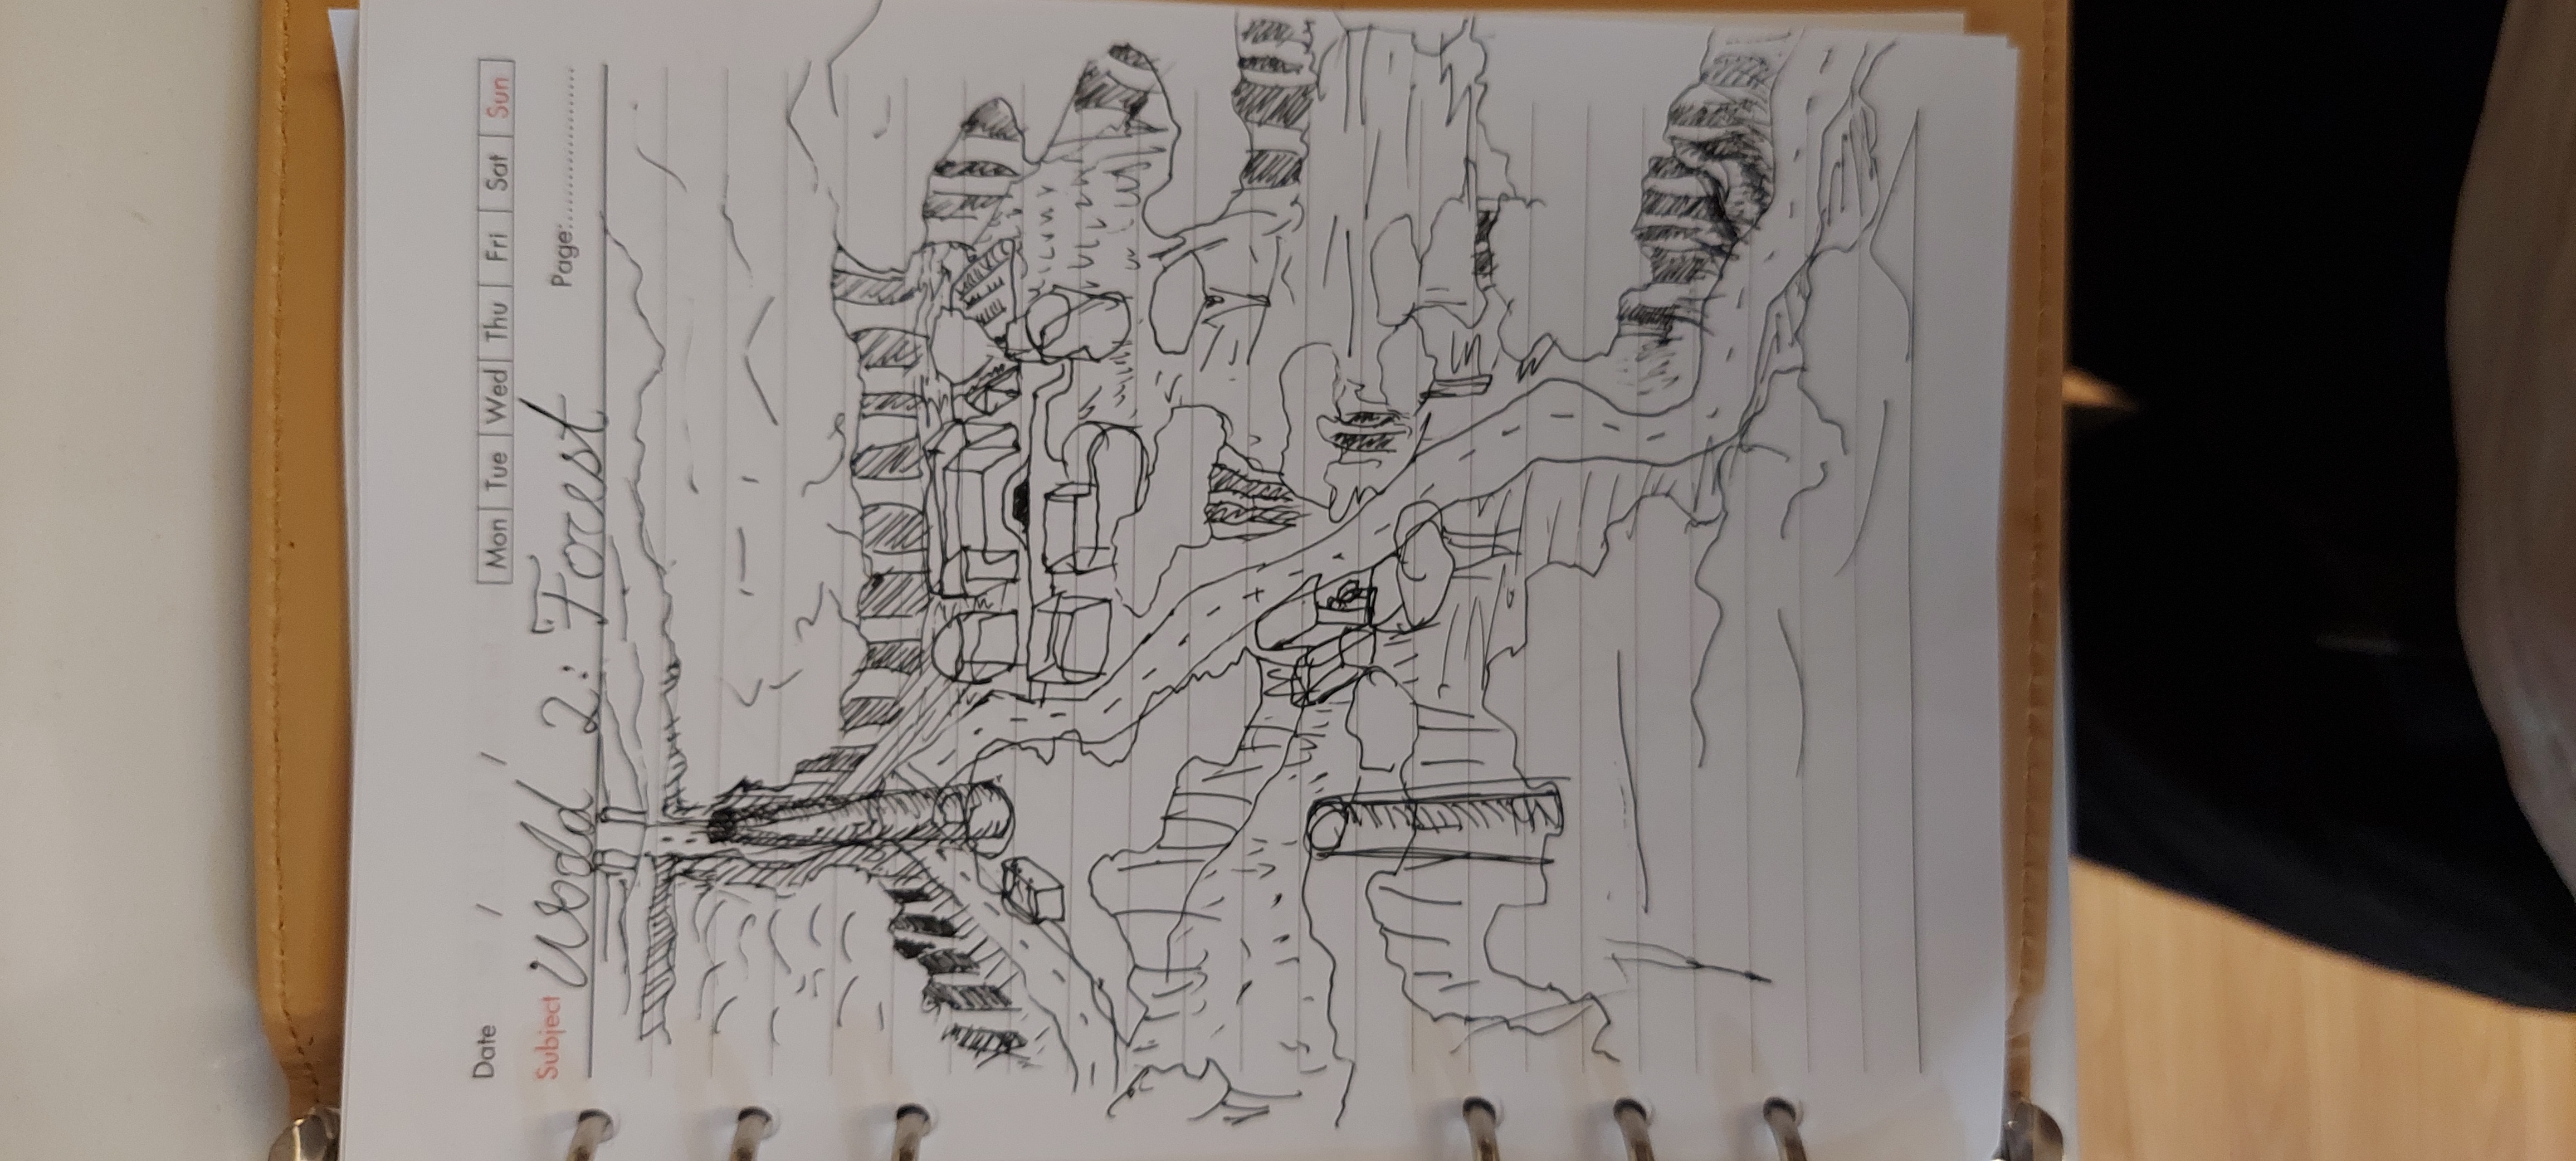 Date / /
Mon Tue Wed Thu Fri Sat Sun
Subject World 2: Forest
Page:......................